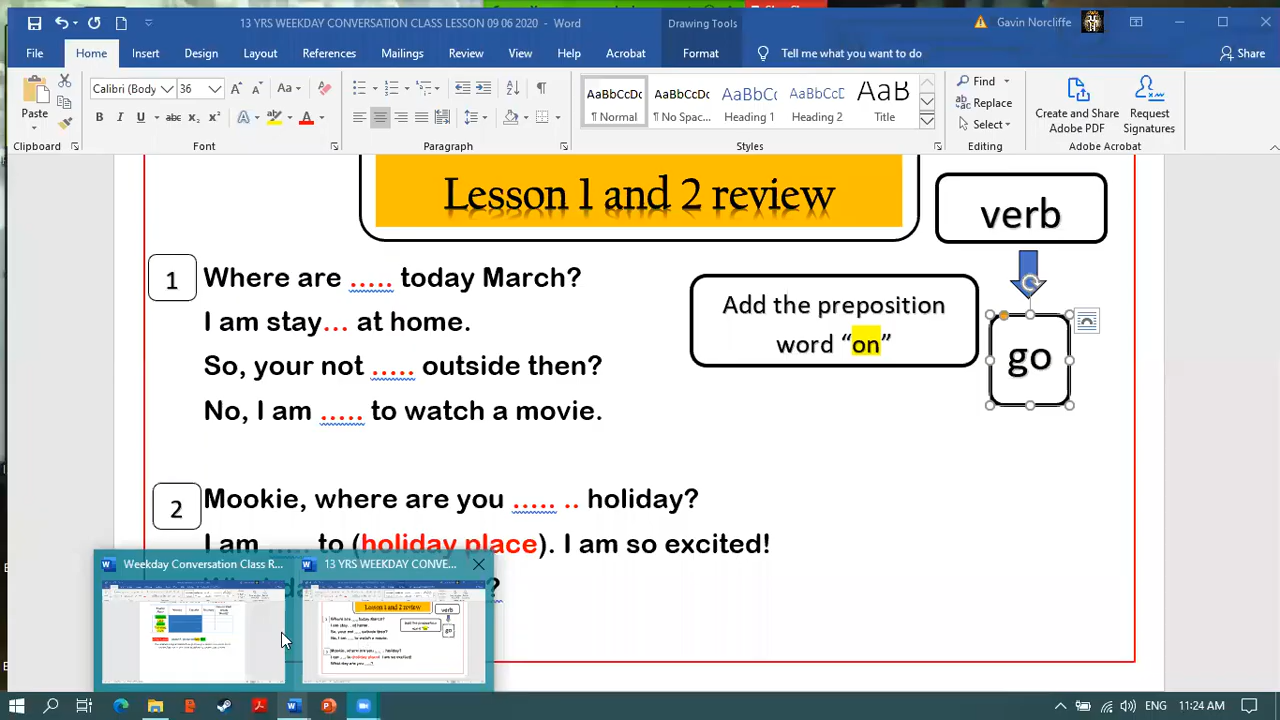 13 YRS WEEKDAY CONVERSATION CLASS LESSON 09 06 2020 - Word
Drawing Tools
Gavin Norcliffe
File Home Insert Design Layout References Mailings Review View Help Acrobat Format Tell me what you want to do Share
Calibri (Body 36
Paste
Clipboard
Font
Paragraph
AaBbCcDc
¶ Normal
AaBbCcDc
¶ No Spac...
AaBbC
Heading 1
AaBbCcD
Heading 2
AaB
Title
Styles
Find
Replace
Select
Editing
Create and Share
Adobe PDF
Request
Signatures
Adobe Acrobat
Lesson 1 and 2 review
verb
1
Where are ..... today March?
I am stay... at home.
So, your not ..... outside then?
No, I am ..... to watch a movie.
Add the preposition
word “on”
go
2
Mookie, where are you ..... .. holiday?
I am ..... to (holiday place). I am so excited!
?
Weekday Conversation Class R...
13 YRS WEEKDAY CONVE...
Lesson 1 and 2 review
verb
go
ENG 11:24 AM